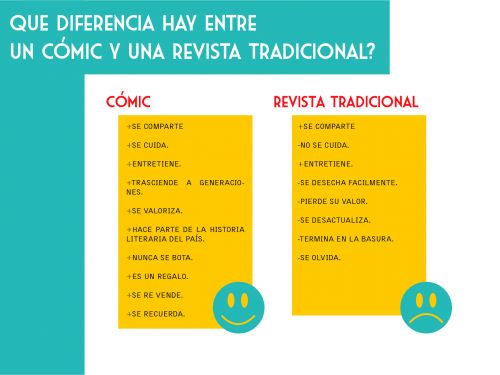 QUE DIFERENCIA HAY ENTRE
UN CÓMIC Y UNA REVISTA TRADICIONAL?
CÓMIC
+SE COMPARTE
+SE CUIDA.
+ENTRETIENE.
+TRASCIENDE A GENERACIO-
NES.
+SE VALORIZA.
+HACE PARTE DE LA HISTORIA
LITERARIA DEL PAÍS.
+NUNCA SE BOTA.
+ES UN REGALO.
+SE RE VENDE.
+SE RECUERDA.
REVISTA TRADICIONAL
+SE COMPARTE
-NO SE CUIDA.
+ENTRETIENE.
-SE DESECHA FACILMENTE.
-PIERDE SU VALOR.
-SE DESACTUALIZA.
-TERMINA EN LA BASURA.
-SE OLVIDA.